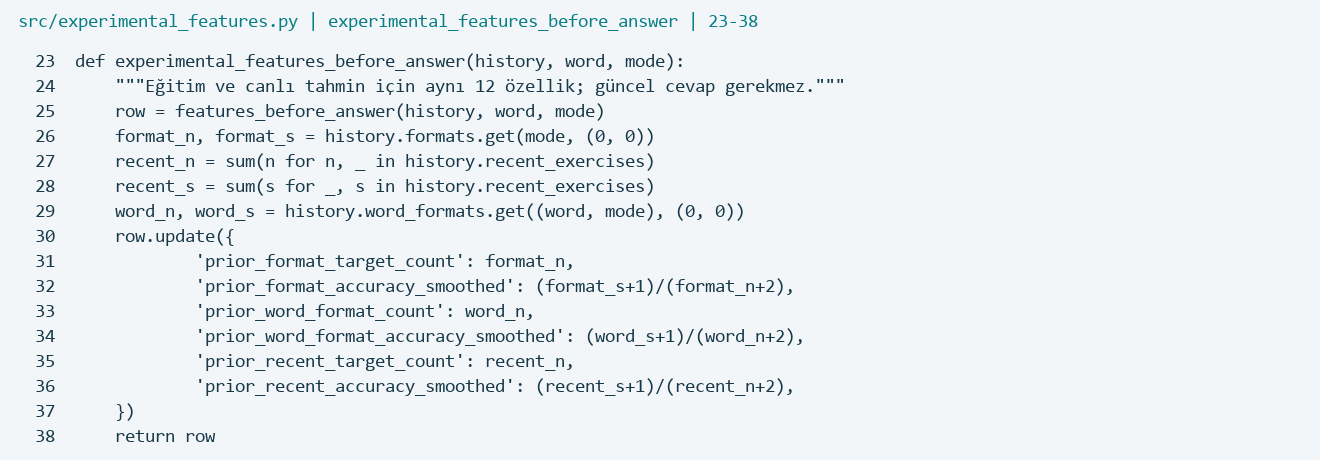 src/experimental_features.py | experimental_features_before_answer | 23-38
23 def experimental_features_before_answer(history, word, mode):
24     """Eğitim ve canlı tahmin için aynı 12 özellik; güncel cevap gerekmez."""
25     row = features_before_answer(history, word, mode)
26     format_n, format_s = history.formats.get(mode, (0, 0))
27     recent_n = sum(n for n, _ in history.recent_exercises)
28     recent_s = sum(s for _, s in history.recent_exercises)
29     word_n, word_s = history.word_formats.get((word, mode), (0, 0))
30     row.update({
31             'prior_format_target_count': format_n,
32             'prior_format_accuracy_smoothed': (format_s+1)/(format_n+2),
33             'prior_word_format_count': word_n,
34             'prior_word_format_accuracy_smoothed': (word_s+1)/(word_n+2),
35             'prior_recent_target_count': recent_n,
36             'prior_recent_accuracy_smoothed': (recent_s+1)/(recent_n+2),
37     })
38     return row